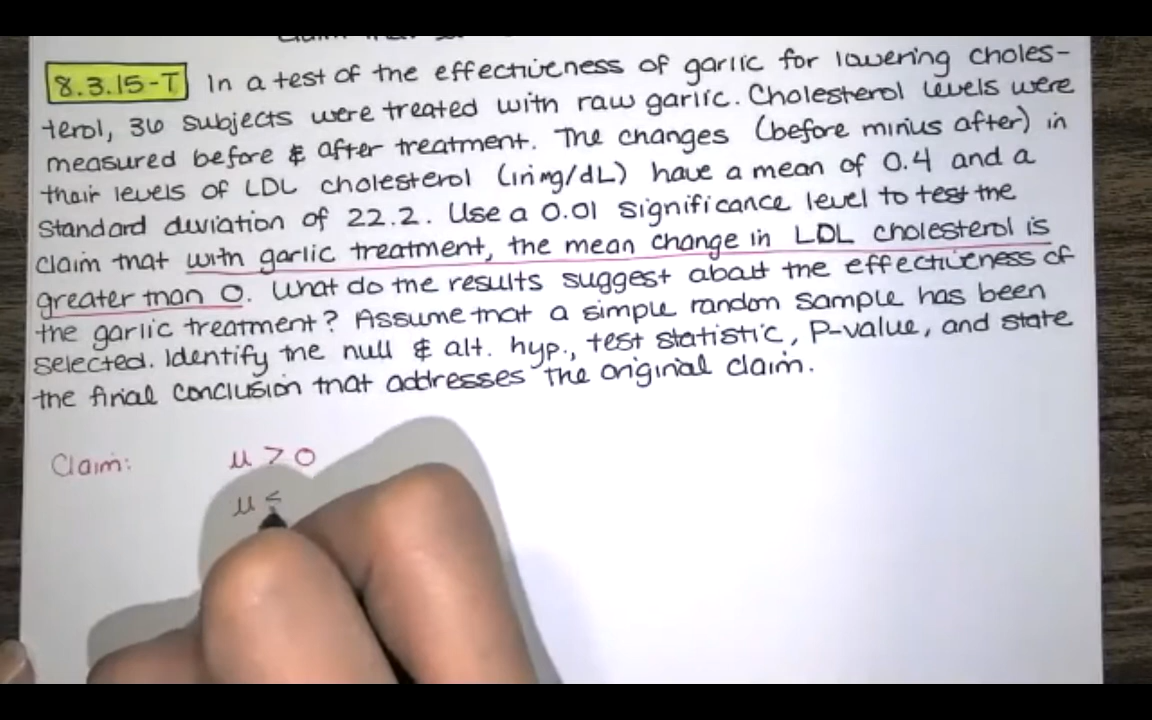 8.3.15-T In a test of the effectiveness of garlic for lowering choles-
terol, 36 subjects were treated with raw garlic. Cholesterol levels were
measured before & after treatment. The changes (before minus after) in
their levels of LDL cholesterol (in mg/dL) have a mean of 0.4 and a
standard deviation of 22.2. Use a 0.01 significance level to test the
claim that with garlic treatment, the mean change in LDL cholesterol is
greater than 0. What do the results suggest about the effectiveness of
the garlic treatment? Assume that a simple random sample has been
selected. Identify the null & alt. hyp., test statistic, P-value, and state
the final conclusion that addresses the original claim.
Claim: μ > 0
μ ≤